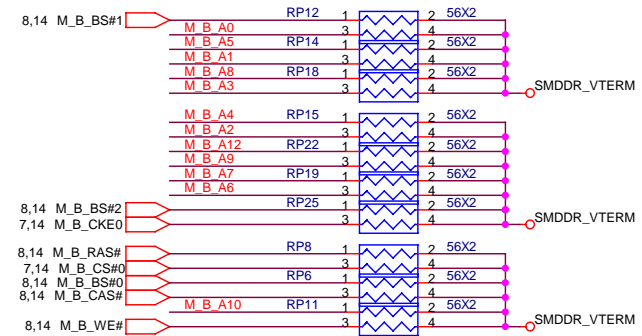 8,14 M_B_BS#1 RP12 1 2 56X2
M_B_A0 3 4
M_B_A5 RP14 1 2 56X2
M_B_A1 3 4
M_B_A8 RP18 1 2 56X2
M_B_A3 3 4 SMDDR_VTERM
M_B_A4 RP15 1 2 56X2
M_B_A2 3 4
M_B_A12 RP22 1 2 56X2
M_B_A9 3 4
M_B_A7 RP19 1 2 56X2
M_B_A6 3 4
8,14 M_B_BS#2 RP25 1 2 56X2
7,14 M_B_CKE0 3 4 SMDDR_VTERM
8,14 M_B_RAS# RP8 1 2 56X2
7,14 M_B_CS#0 3 4
8,14 M_B_BS#0 RP6 1 2 56X2
8,14 M_B_CAS# 3 4
M_B_A10 RP11 1 2 56X2
8,14 M_B_WE# 3 4 SMDDR_VTERM